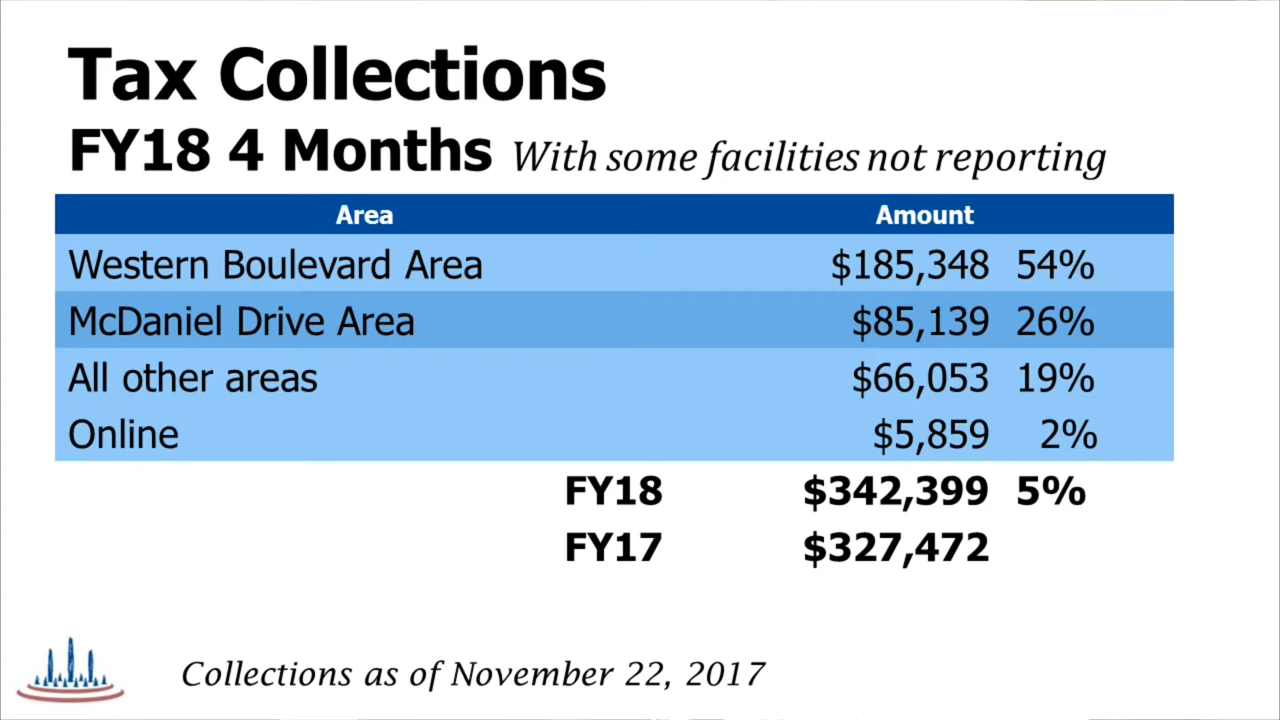 Tax Collections
FY18 4 Months With some facilities not reporting
Area Amount
Western Boulevard Area $185,348 54%
McDaniel Drive Area $85,139 26%
All other areas $66,053 19%
Online $5,859 2%
FY18 $342,399 5%
FY17 $327,472
Collections as of November 22, 2017